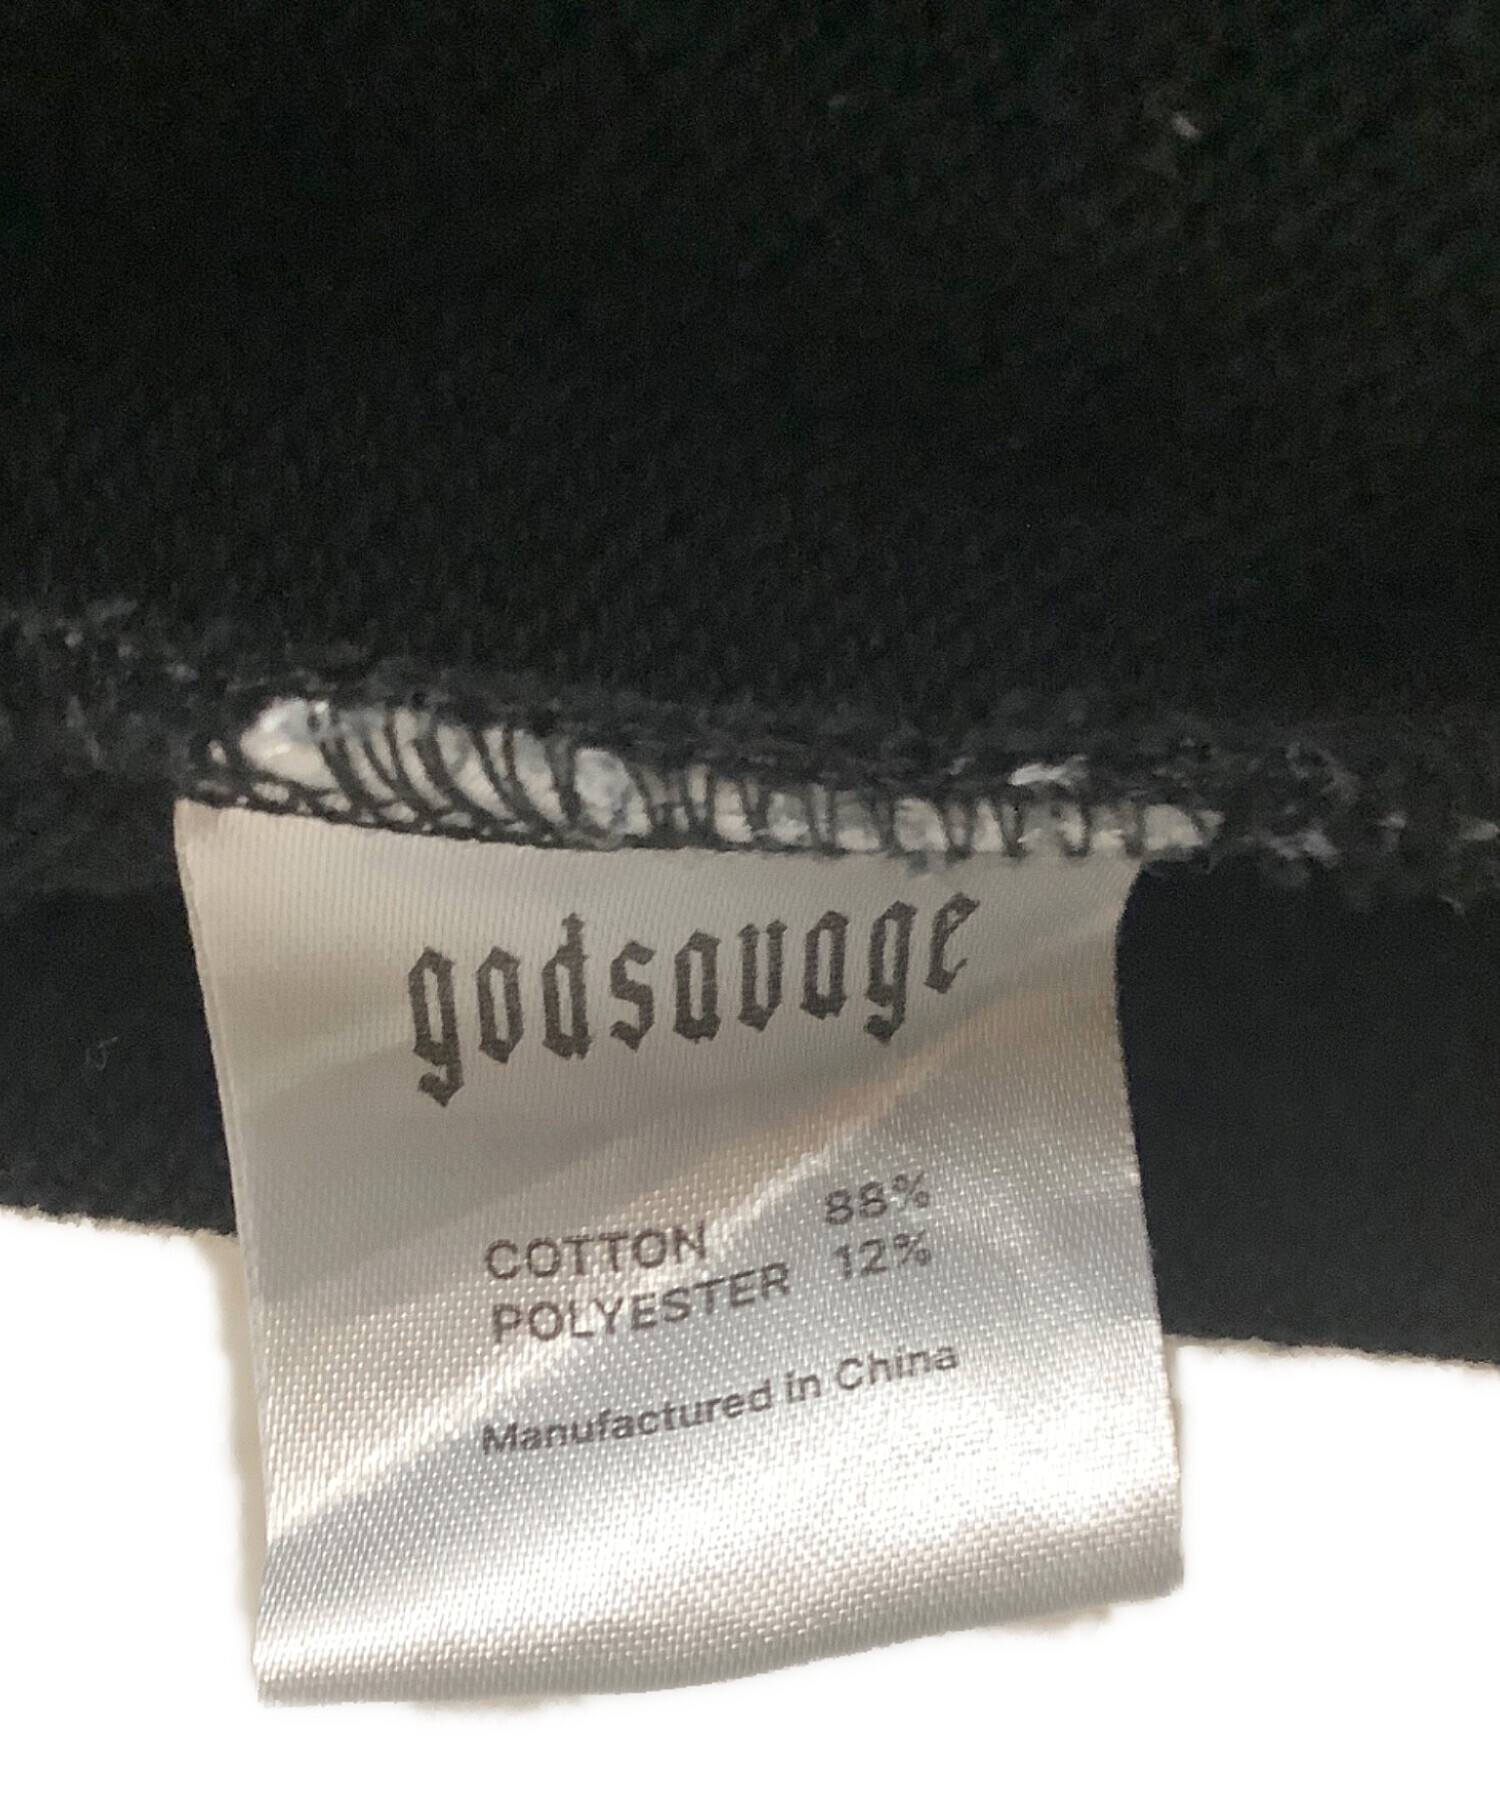 godsavage
COTTON 88%
POLYESTER 12%
Manufactured in China